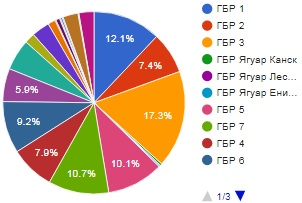 12.1%
7.4%
17.3%
10.1%
10.7%
7.9%
9.2%
5.9%
ГБР 1
ГБР 2
ГБР 3
ГБР Ягуар Канск
ГБР Ягуар Лес...
ГБР Ягуар Ени...
ГБР 5
ГБР 7
ГБР 4
ГБР 6
1/3